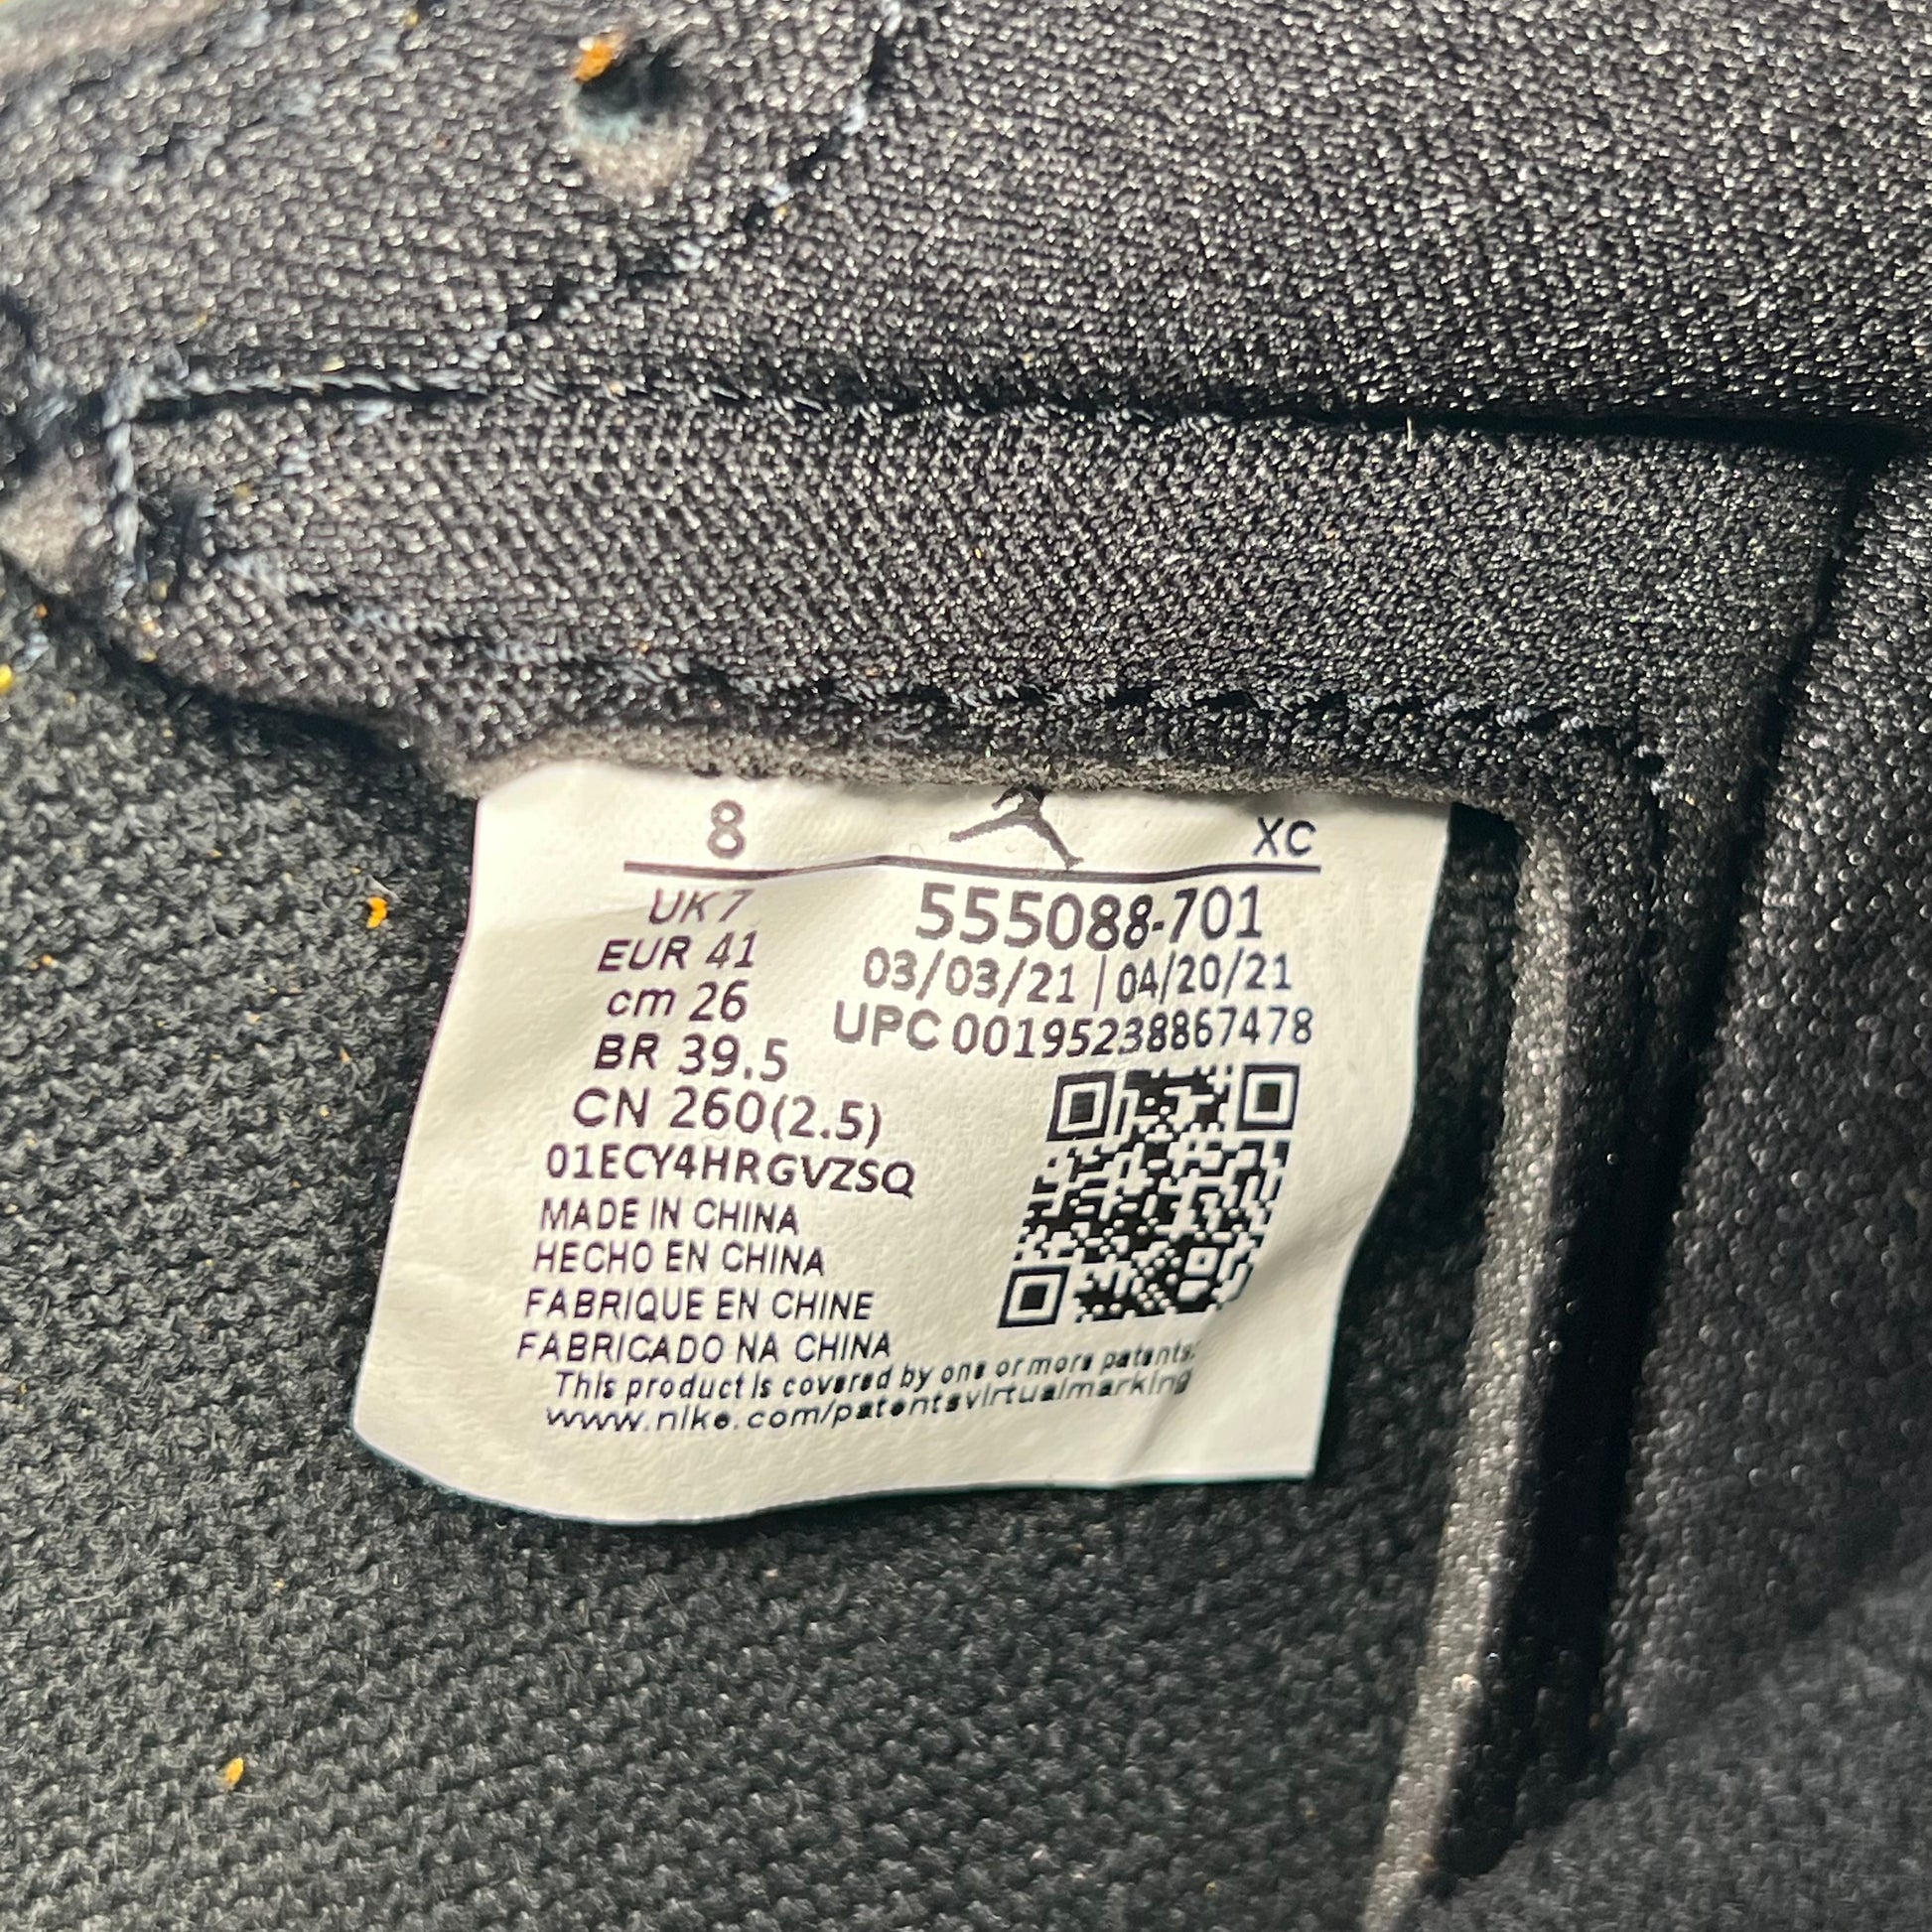 8 XC
UK 7
555088-701
EUR 41
03/03/21 | 04/20/21
cm 26
UPC 00195238867478
BR 39.5
CN 260(2.5)
01ECY4HRGVZSQ
MADE IN CHINA
HECHO EN CHINA
FABRIQUE EN CHINE
FABRICADO NA CHINA
This product is covered by one or more patents.
www.nike.com/patentsvirtualmarking